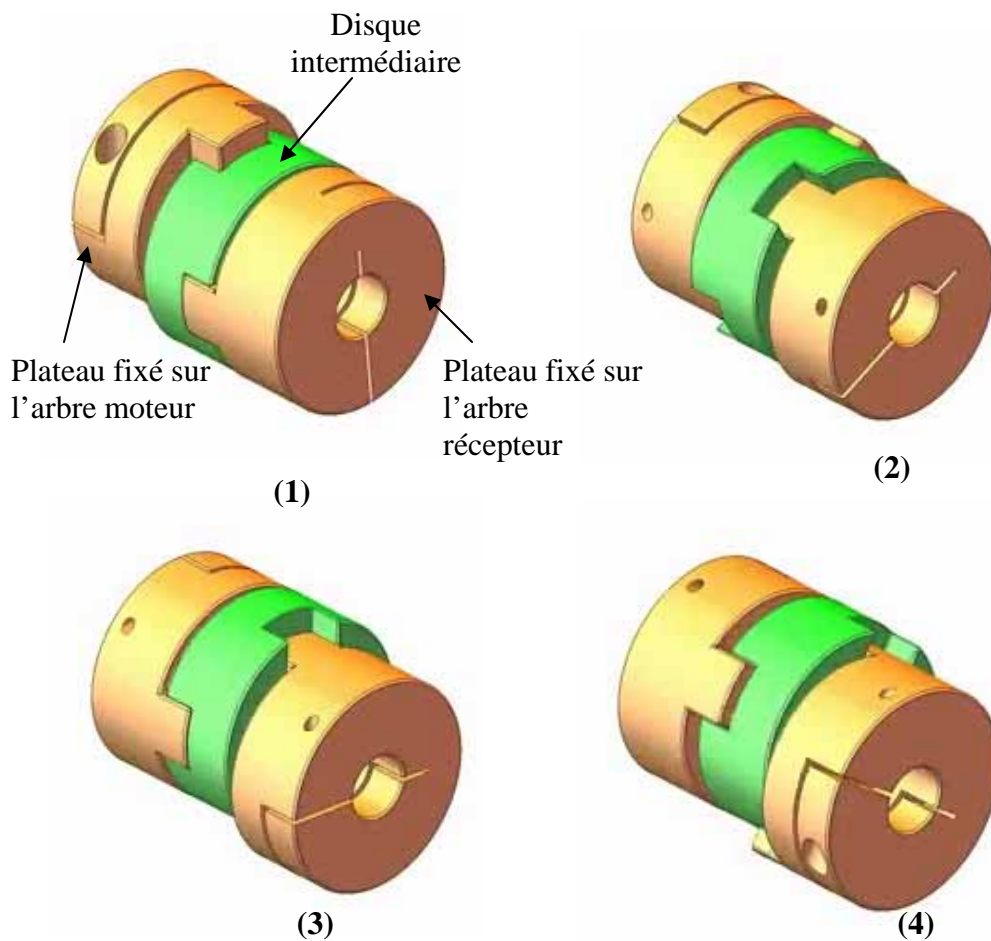 Disque
intermédiaire
Plateau fixé sur
l’arbre moteur
Plateau fixé sur
l’arbre
récepteur
(1)
(2)
(3)
(4)